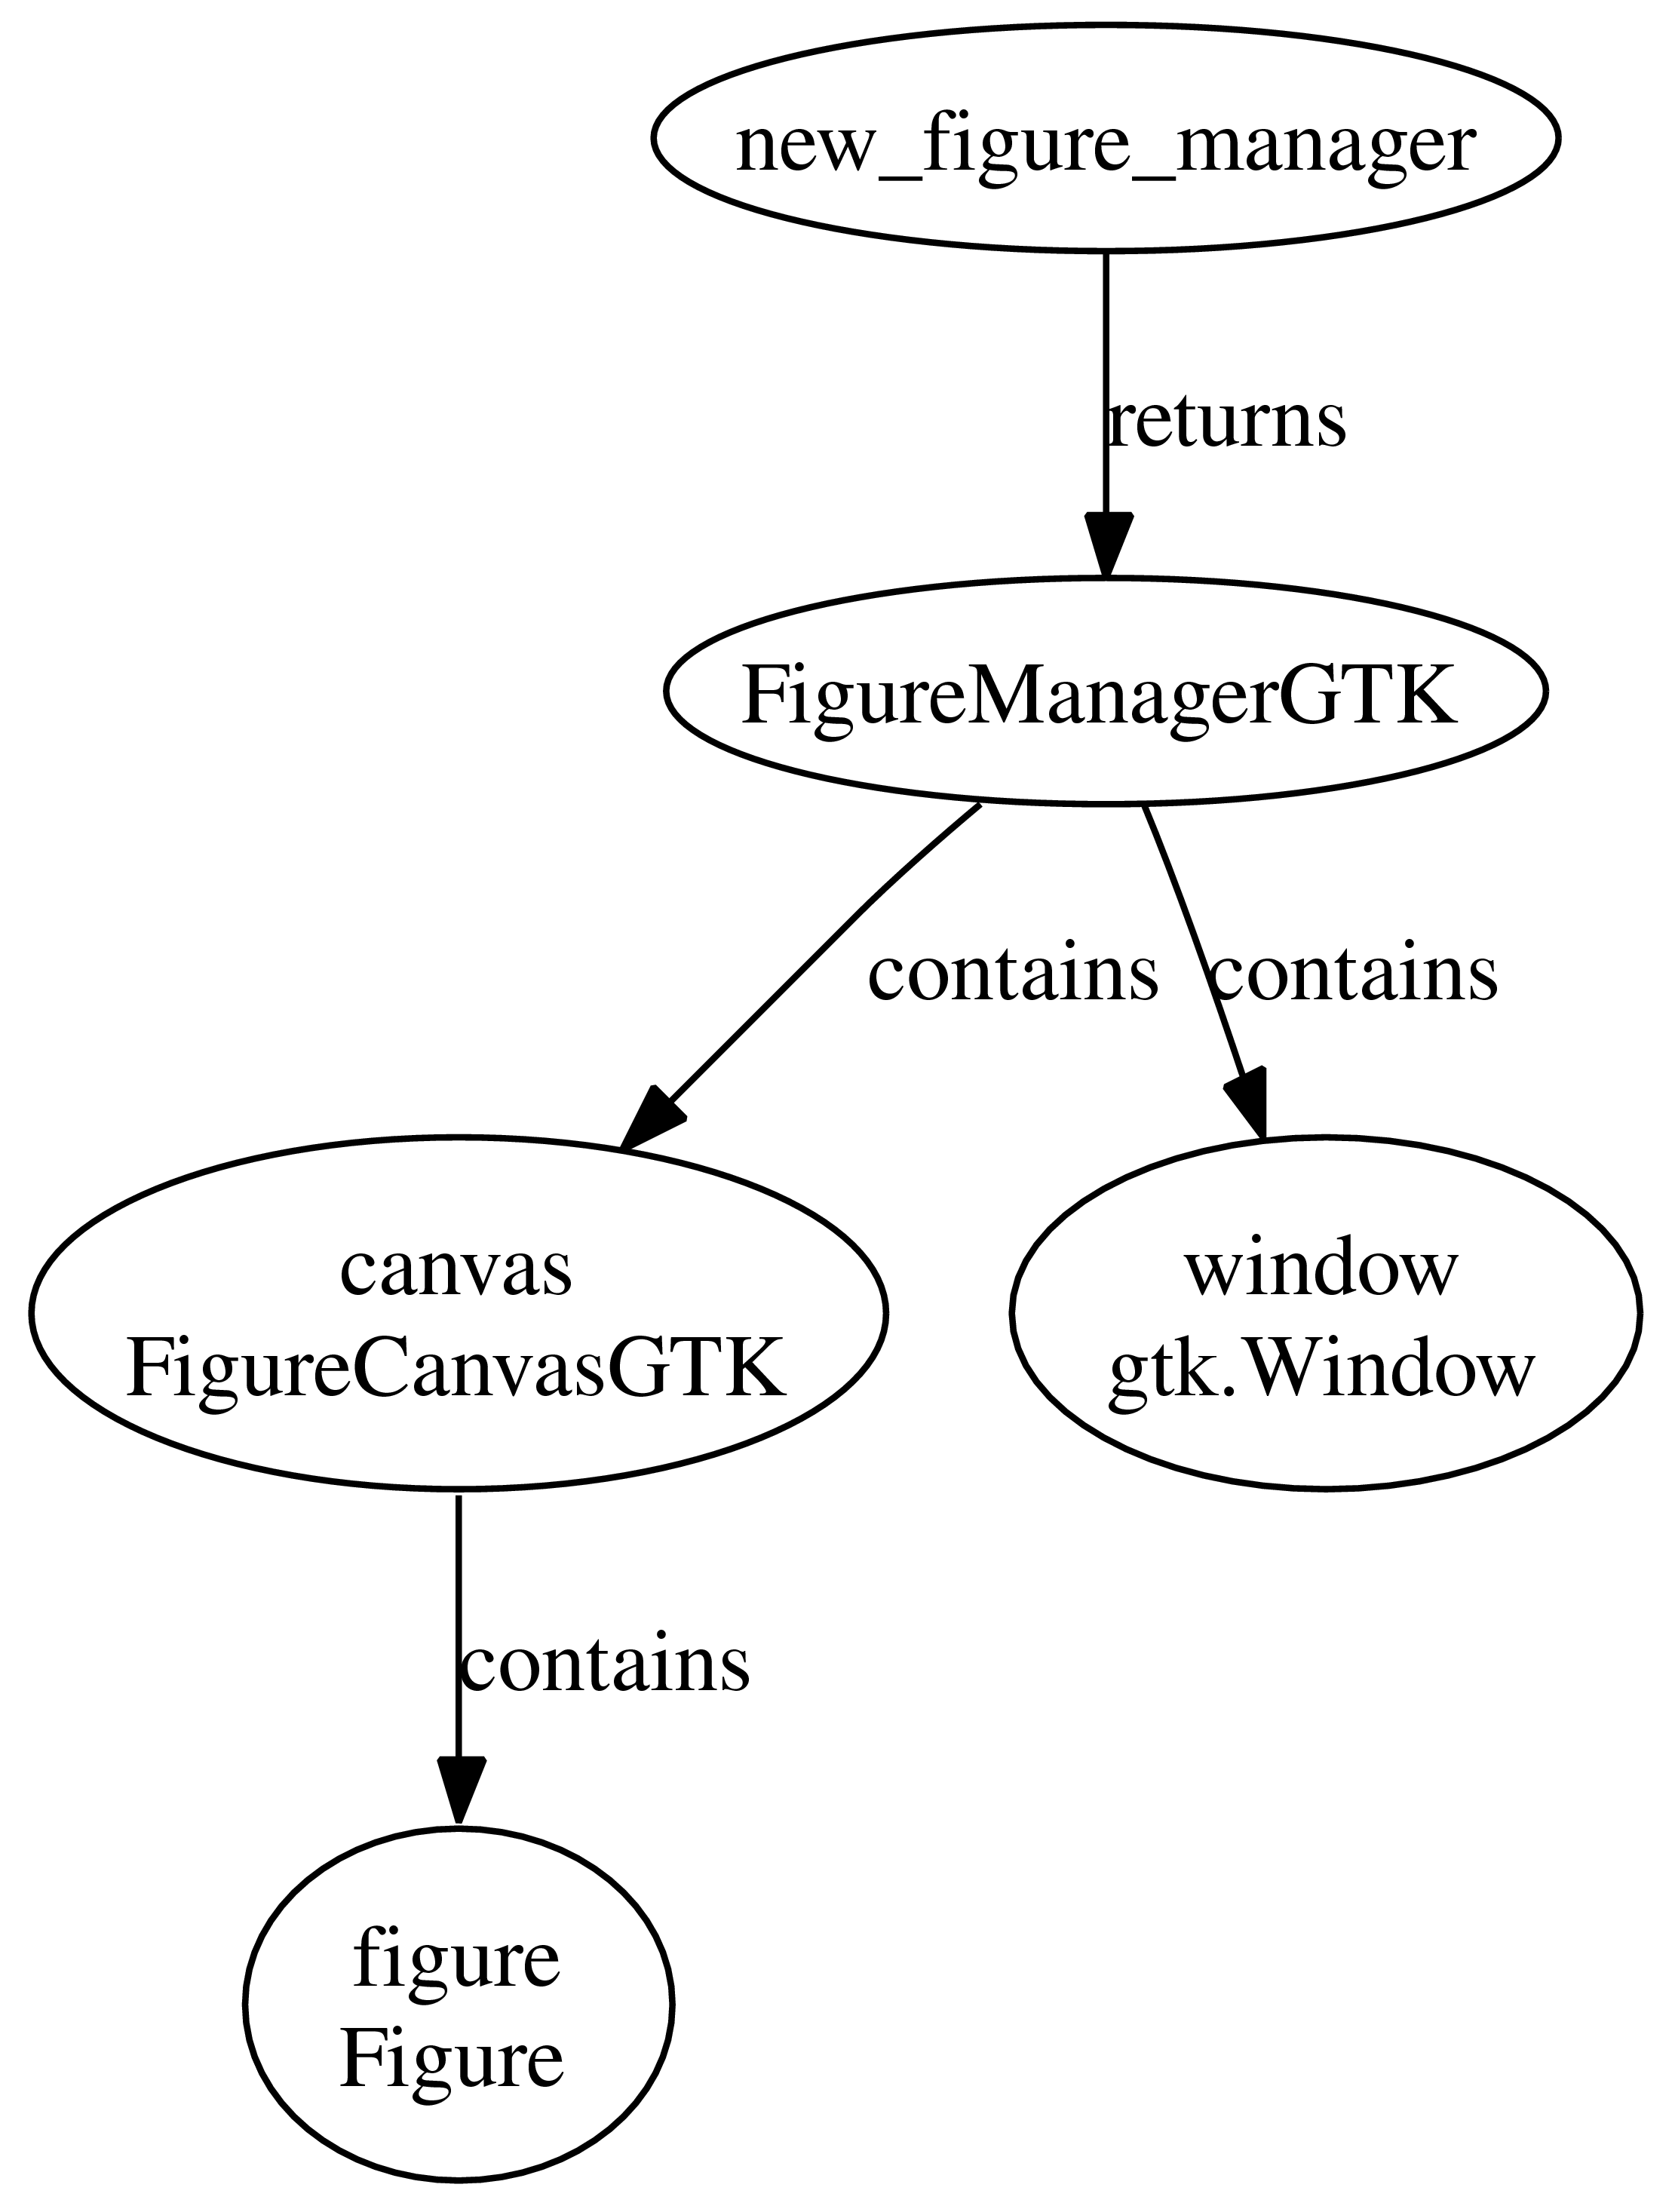 new_figure_manager
returns
FigureManagerGTK
contains
contains
canvas
FigureCanvasGTK
window
gtk.Window
contains
figure
Figure